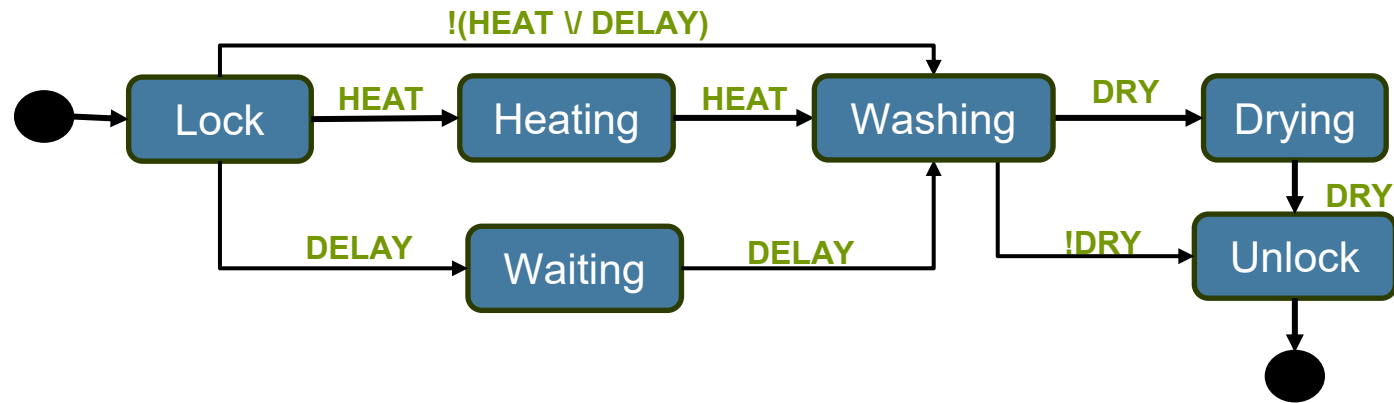 !(HEAT \/ DELAY)
HEAT
HEAT
DRY
Lock
Heating
Washing
Drying
DRY
DELAY
DELAY
!DRY
Waiting
Unlock